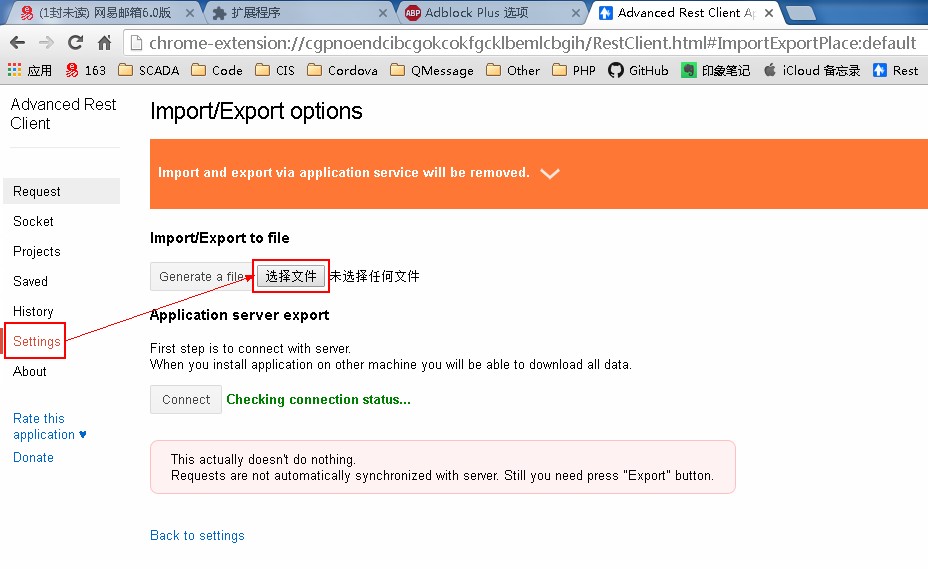 (1封未读) 网易邮箱6.0版
扩展程序
Adblock Plus 选项
Advanced Rest Client Ap
chrome-extension://cgpnoendcibcgokcokfgcklbemlcbgih/RestClient.html#ImportExportPlace:default
应用 163 SCADA Code CIS Cordova QMessage Other PHP GitHub 印象笔记 iCloud 备忘录 Rest
Advanced Rest
Client
Import/Export options
Import and export via application service will be removed.
Request
Socket
Projects
Saved
History
Settings
About
Rate this
application ♥
Donate
Import/Export to file
Generate a file 选择文件 未选择任何文件
Application server export
First step is to connect with server.
When you install application on other machine you will be able to download all data.
Connect Checking connection status...
This actually doesn't do nothing.
Requests are not automatically synchronized with server. Still you need press "Export" button.
Back to settings